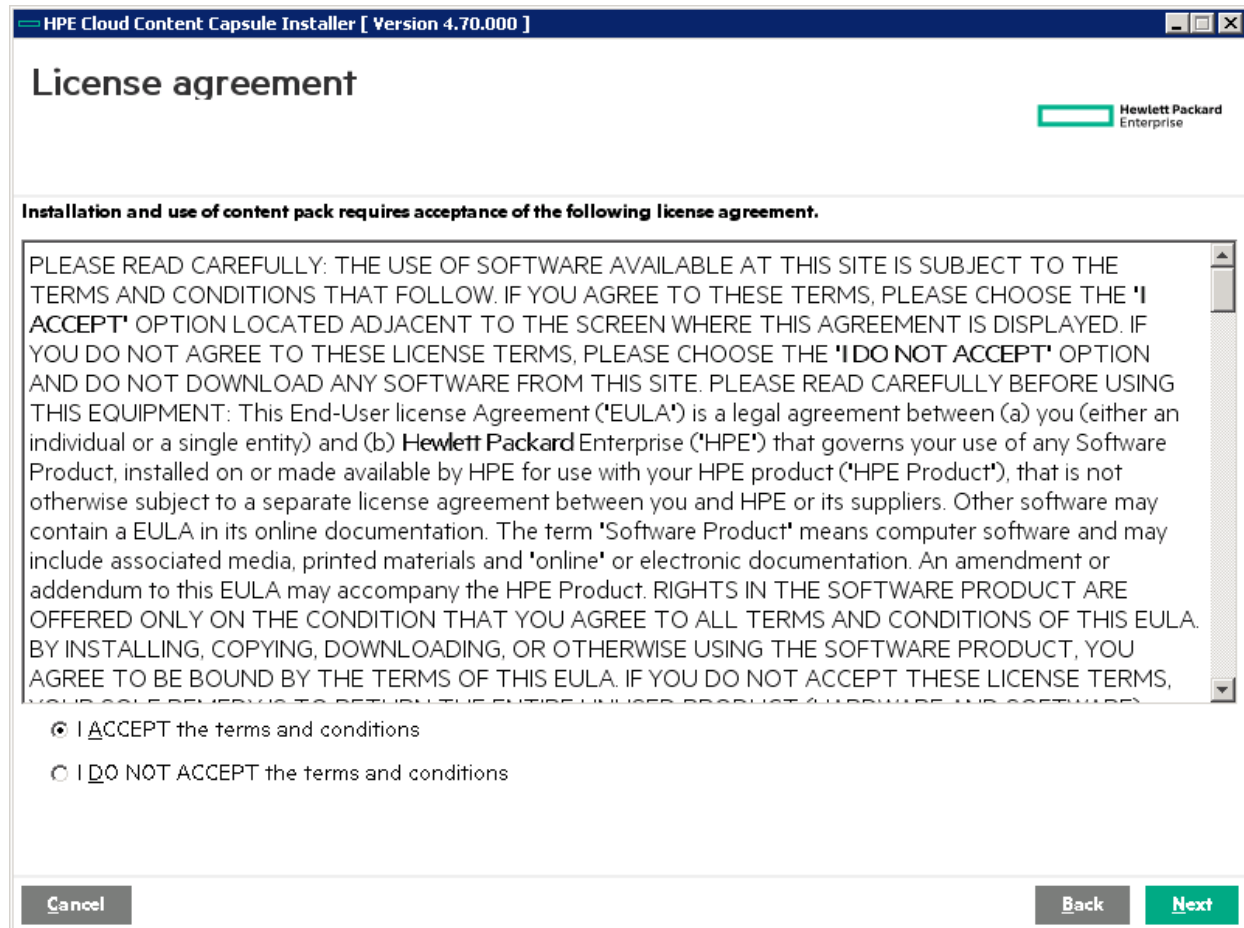 HPE Cloud Content Capsule Installer [ Version 4.70.000 ]
License agreement
Hewlett Packard
Enterprise
Installation and use of content pack requires acceptance of the following license agreement.
PLEASE READ CAREFULLY: THE USE OF SOFTWARE AVAILABLE AT THIS SITE IS SUBJECT TO THE
TERMS AND CONDITIONS THAT FOLLOW. IF YOU AGREE TO THESE TERMS, PLEASE CHOOSE THE "I
ACCEPT" OPTION LOCATED ADJACENT TO THE SCREEN WHERE THIS AGREEMENT IS DISPLAYED. IF
YOU DO NOT AGREE TO THESE LICENSE TERMS, PLEASE CHOOSE THE "I DO NOT ACCEPT" OPTION
AND DO NOT DOWNLOAD ANY SOFTWARE FROM THIS SITE. PLEASE READ CAREFULLY BEFORE USING
THIS EQUIPMENT: This End-User license Agreement ("EULA") is a legal agreement between (a) you (either an
individual or a single entity) and (b) Hewlett Packard Enterprise ("HPE") that governs your use of any Software
Product, installed on or made available by HPE for use with your HPE product ("HPE Product"), that is not
otherwise subject to a separate license agreement between you and HPE or its suppliers. Other software may
contain a EULA in its online documentation. The term "Software Product" means computer software and may
include associated media, printed materials and "online" or electronic documentation. An amendment or
addendum to this EULA may accompany the HPE Product. RIGHTS IN THE SOFTWARE PRODUCT ARE
OFFERED ONLY ON THE CONDITION THAT YOU AGREE TO ALL TERMS AND CONDITIONS OF THIS EULA.
BY INSTALLING, COPYING, DOWNLOADING, OR OTHERWISE USING THE SOFTWARE PRODUCT, YOU
AGREE TO BE BOUND BY THE TERMS OF THIS EULA. IF YOU DO NOT ACCEPT THESE LICENSE TERMS,
YOUR SOLE REMEDY IS TO RETURN THE ENTIRE UNUSED PRODUCT (HARDWARE AND SOFTWARE)
I ACCEPT the terms and conditions
I DO NOT ACCEPT the terms and conditions
Cancel
Back
Next